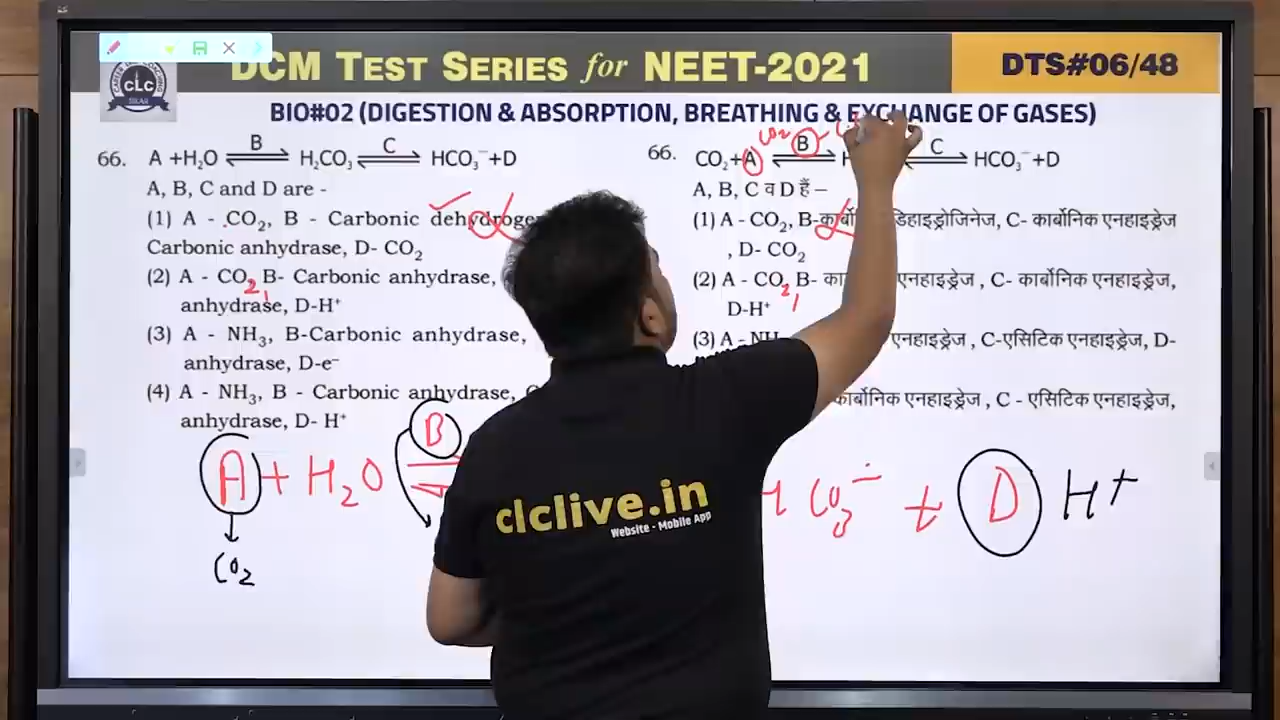 DCM TEST SERIES for NEET-2021
DTS#06/48
CLC
SIKAR
BIO#02 (DIGESTION & ABSORPTION, BREATHING & EXCHANGE OF GASES)
66. A +H₂O ⇌ B H₂CO₃ ⇌ C HCO₃⁻+D
A, B, C and D are -
(1) A - CO₂, B - Carbonic
Carbonic anhydrase, D- CO₂
(2) A - CO₂ B- Carbonic anhydrase,
anhydrase, D-H⁺
(3) A - NH₃, B-Carbonic anhydrase,
anhydrase, D-e⁻
(4) A - NH₃, B - Carbonic anhydrase,
anhydrase, D- H⁺
66. CO₂+A ⇌ B H C HCO₃⁻+D
CO₂
A, B, C व D हैं –
(1) A - CO₂, B- डिहाइड्रोजिनेज, C- कार्बोनिक एनहाइड्रेज
, D- CO₂
(2) A - CO₂ B- एनहाइड्रेज , C- कार्बोनिक एनहाइड्रेज,
D-H⁺
(3) A - NH एनहाइड्रेज , C-एसिटिक एनहाइड्रेज, D-
कार्बोनिक एनहाइड्रेज , C - एसिटिक एनहाइड्रेज,
A + H₂O B CO₃⁻ + D H+
CO₂
clclive.in
Website - Mobile App